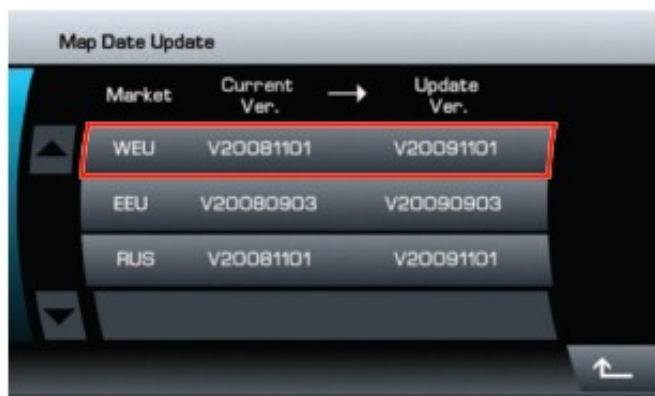 Map Date Update
Market Current Ver. → Update Ver.
WEU V20081101 V20091101
EEU V20080903 V20090903
RUS V20081101 V20091101